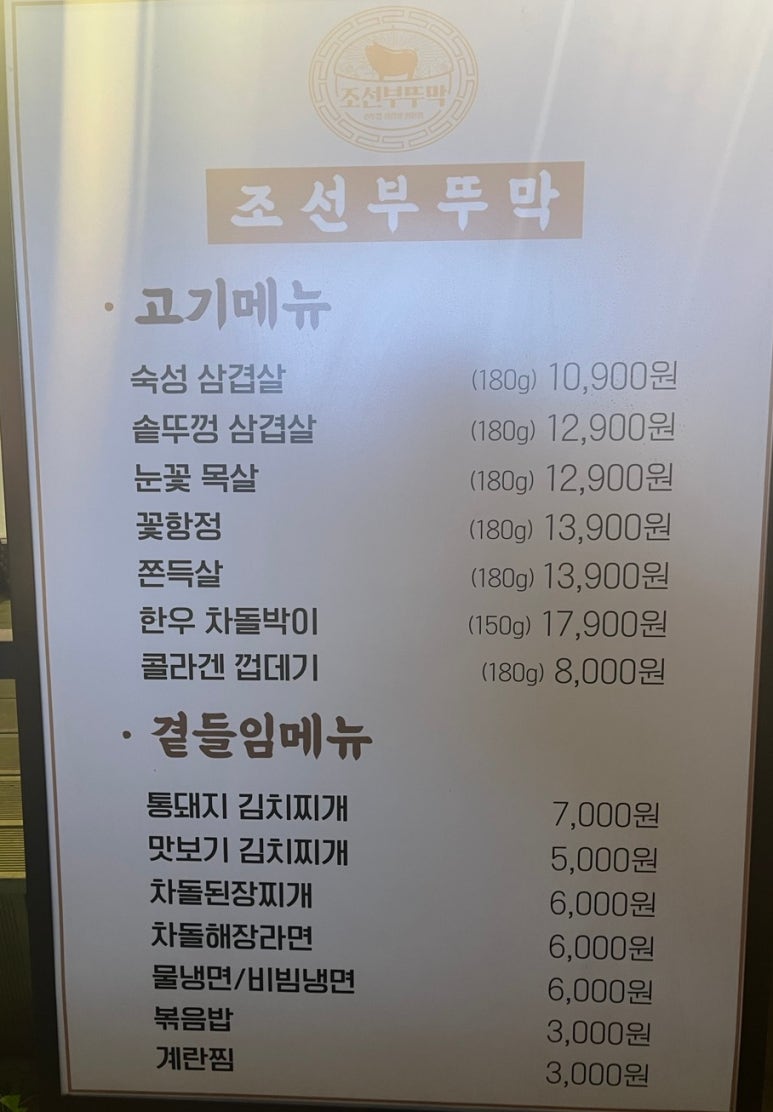 조선부뚜막
조선부뚜막
· 고기메뉴
숙성 삼겹살 (180g) 10,900원
솥뚜껑 삼겹살 (180g) 12,900원
눈꽃 목살 (180g) 12,900원
꽃항정 (180g) 13,900원
쫀득살 (180g) 13,900원
한우 차돌박이 (150g) 17,900원
콜라겐 껍데기 (180g) 8,000원
· 곁들임메뉴
통돼지 김치찌개 7,000원
맛보기 김치찌개 5,000원
차돌된장찌개 6,000원
차돌해장라면 6,000원
물냉면/비빔냉면 6,000원
볶음밥 3,000원
계란찜 3,000원